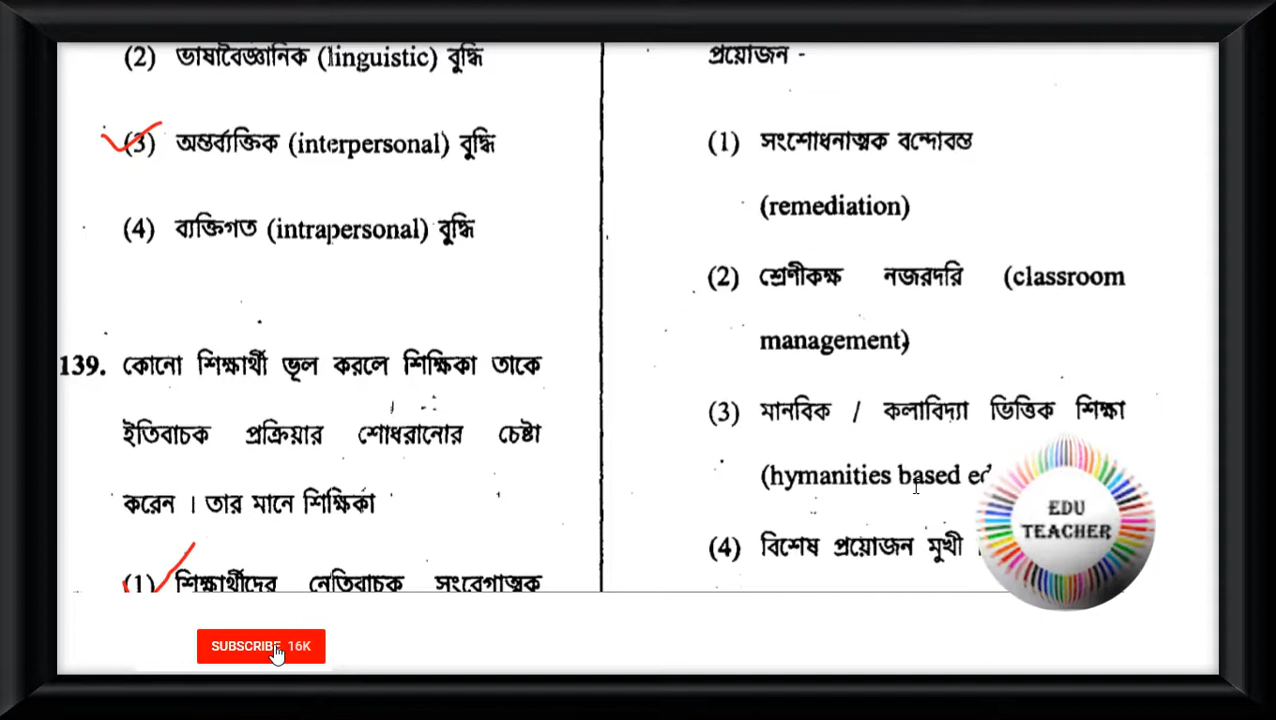 (2) ভাষাবৈজ্ঞানিক (linguistic) বুদ্ধি
(3) অন্তর্ব্যক্তিক (interpersonal) বুদ্ধি
(4) ব্যক্তিগত (intrapersonal) বুদ্ধি
139. কোনো শিক্ষার্থী ভূল করলে শিক্ষিকা তাকে
ইতিবাচক প্রক্রিয়ার শোধরানোর চেষ্টা
করেন । তার মানে শিক্ষিকা
(1) শিক্ষার্থীদের নেতিবাচক সংবেগাত্মক
প্রয়োজন -
(1) সংশোধনাত্মক বন্দোবস্ত
(remediation)
(2) শ্রেণীকক্ষ নজরদরি (classroom
management)
(3) মানবিক / কলাবিদ্যা ভিত্তিক শিক্ষা
(hymanities based ed
(4) বিশেষ প্রয়োজন মুখী
EDU
TEACHER
SUBSCRIBE 16K